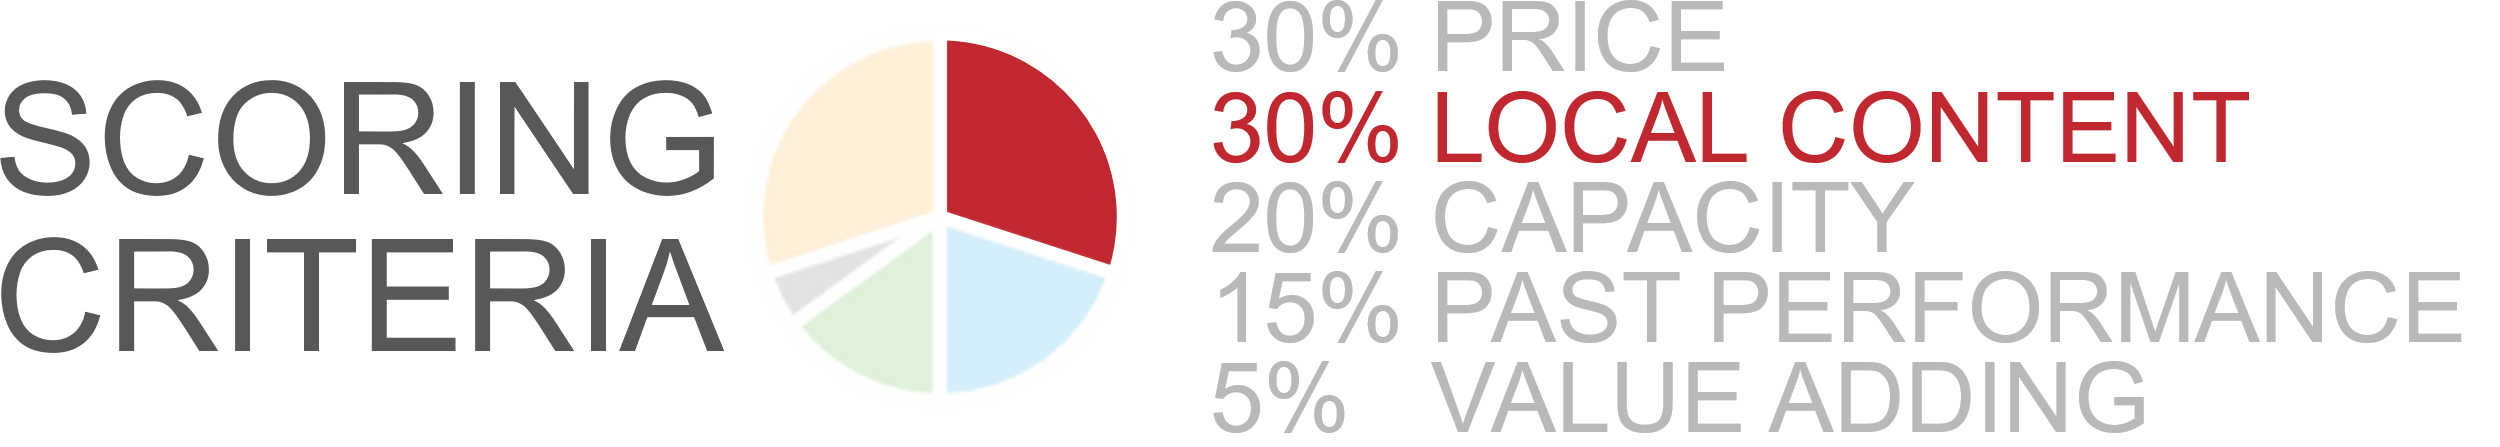 SCORING
CRITERIA
30% PRICE
30% LOCAL CONTENT
20% CAPACITY
15% PAST PERFORMANCE
5% VALUE ADDING